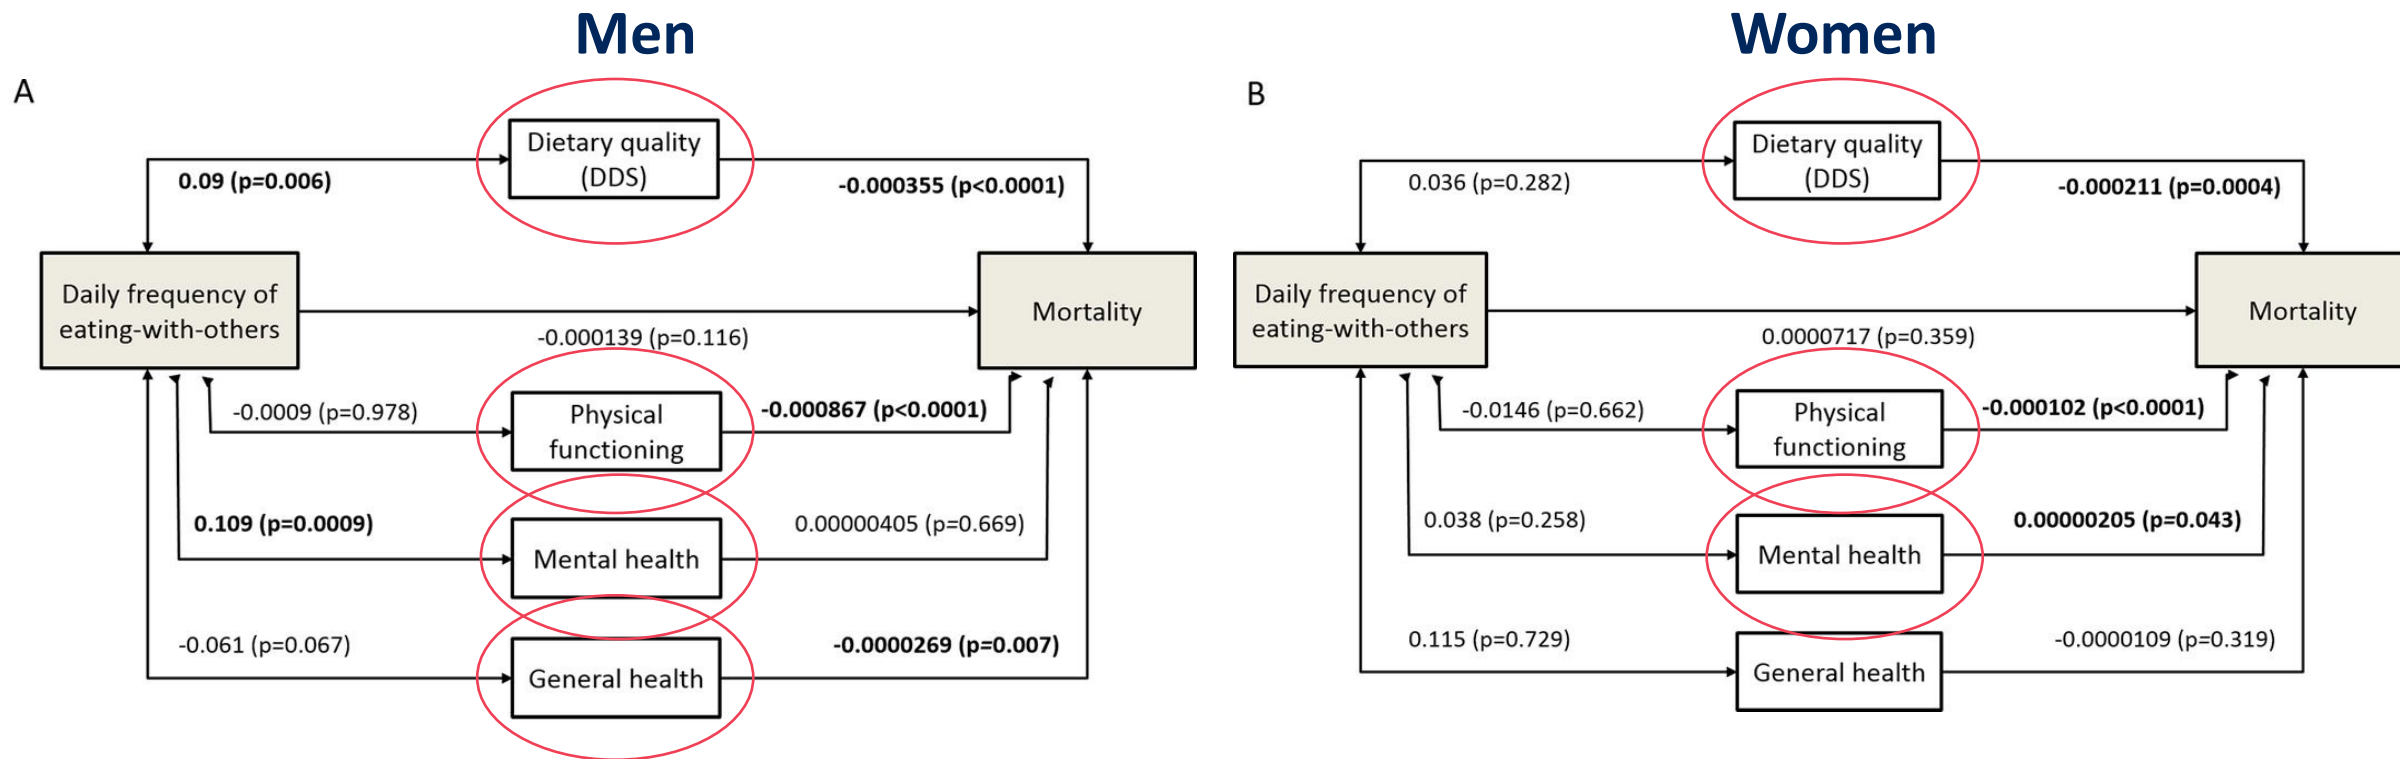 Men
A
Dietary quality
(DDS)
0.09 (p=0.006)
-0.000355 (p<0.0001)
Daily frequency of
eating-with-others
Mortality
-0.000139 (p=0.116)
-0.0009 (p=0.978)
Physical
functioning
-0.000867 (p<0.0001)
0.109 (p=0.0009)
Mental health
0.00000405 (p=0.669)
-0.061 (p=0.067)
General health
-0.0000269 (p=0.007)
Women
B
Dietary quality
(DDS)
0.036 (p=0.282)
-0.000211 (p=0.0004)
Daily frequency of
eating-with-others
Mortality
0.0000717 (p=0.359)
-0.0146 (p=0.662)
Physical
functioning
-0.000102 (p<0.0001)
0.038 (p=0.258)
Mental health
0.00000205 (p=0.043)
0.115 (p=0.729)
General health
-0.0000109 (p=0.319)